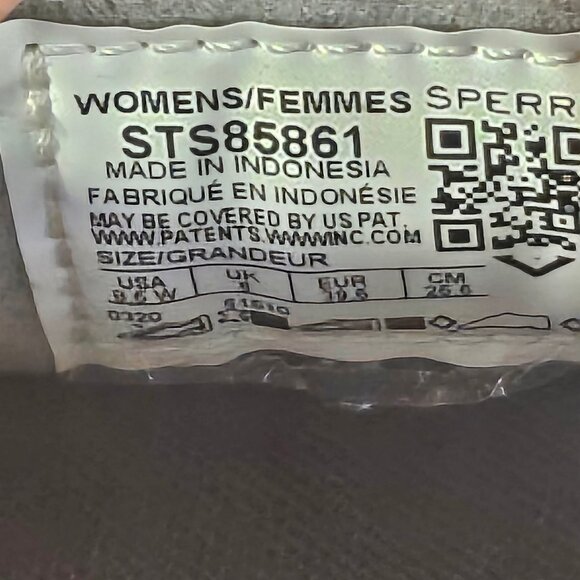 WOMENS/FEMMES SPERR
STS85861
MADE IN INDONESIA
FABRIQUÉ EN INDONÉSIE
MAY BE COVERED BY US PAT.
WWW.PATENTS.WWWINC.COM
SIZE/GRANDEUR
USA UK EUR CM
0320